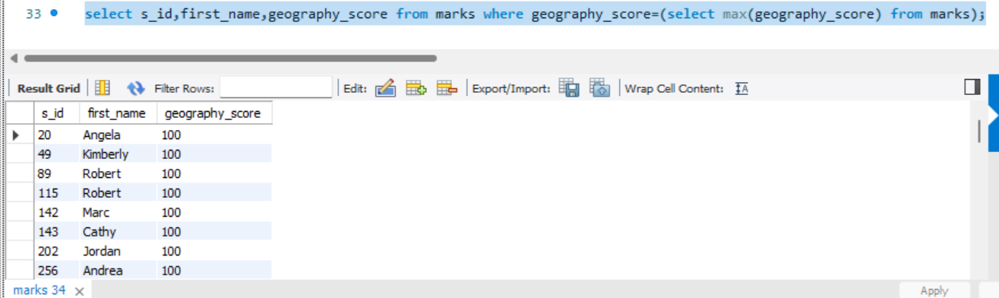 33 select s_id,first_name,geography_score from marks where geography_score=(select max(geography_score) from marks);
Result Grid Filter Rows: Edit: Export/Import: Wrap Cell Content: IA
s_id first_name geography_score
20 Angela 100
49 Kimberly 100
89 Robert 100
115 Robert 100
142 Marc 100
143 Cathy 100
202 Jordan 100
256 Andrea 100
marks 34 × Apply